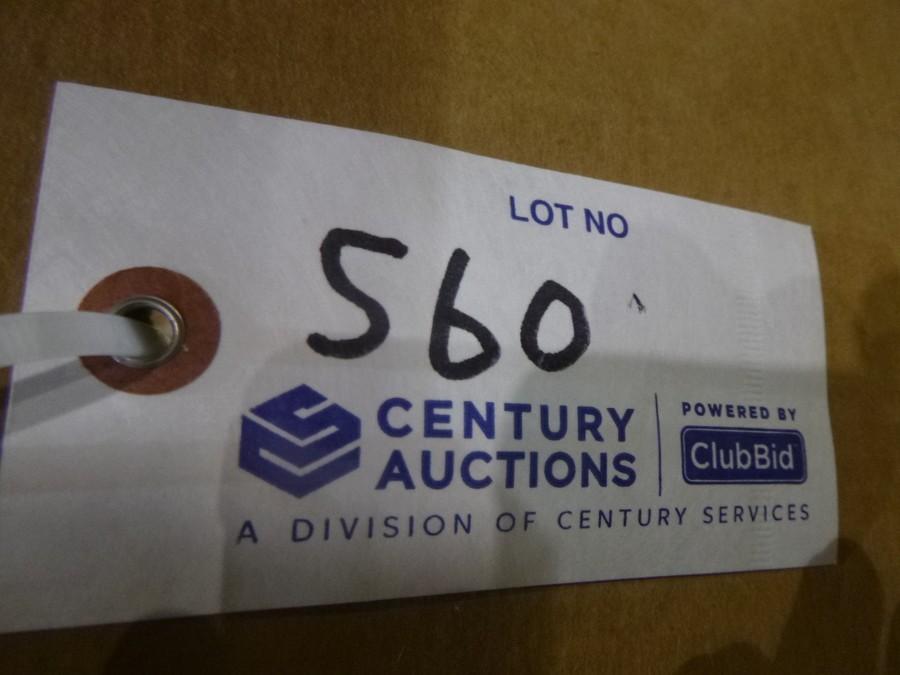 LOT NO
560
CENTURY
AUCTIONS
POWERED BY
ClubBid
A DIVISION OF CENTURY SERVICES